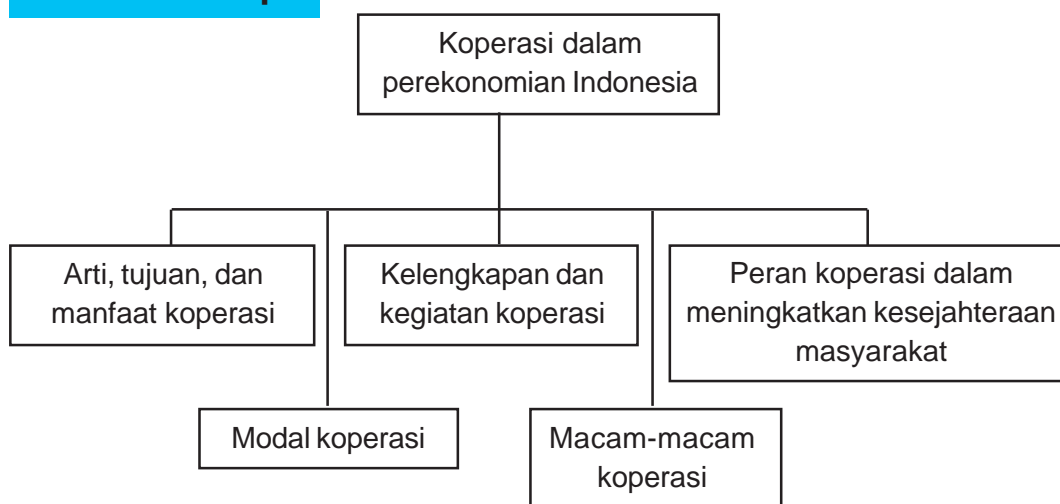 Koperasi dalam
perekonomian Indonesia
Arti, tujuan, dan
manfaat koperasi
Kelengkapan dan
kegiatan koperasi
Peran koperasi dalam
meningkatkan kesejahteraan
masyarakat
Modal koperasi
Macam-macam
koperasi